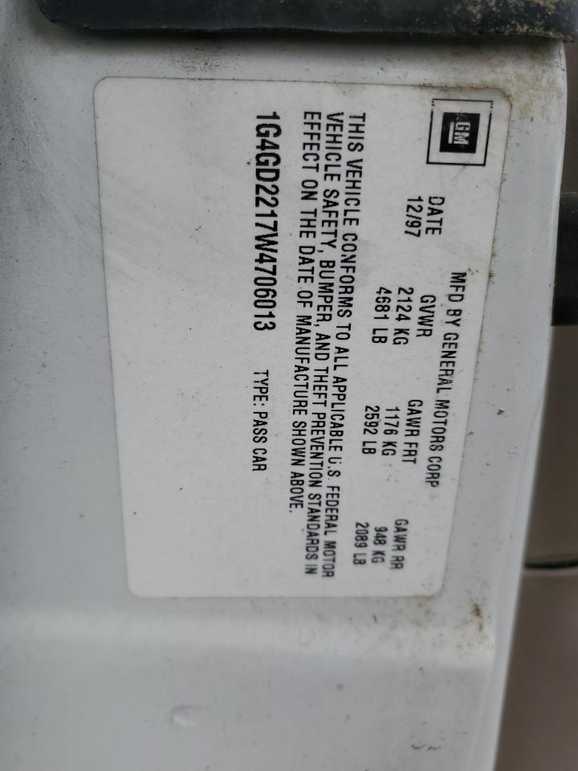 GM
MFD BY GENERAL MOTORS CORP
DATE GVWR GAWR FRT GAWR RR
12/97 2124 KG 1176 KG 948 KG
4681 LB 2592 LB 2089 LB
THIS VEHICLE CONFORMS TO ALL APPLICABLE U.S. FEDERAL MOTOR
VEHICLE SAFETY, BUMPER, AND THEFT PREVENTION STANDARDS IN
EFFECT ON THE DATE OF MANUFACTURE SHOWN ABOVE.
1G4GD2217W4706013 TYPE: PASS CAR